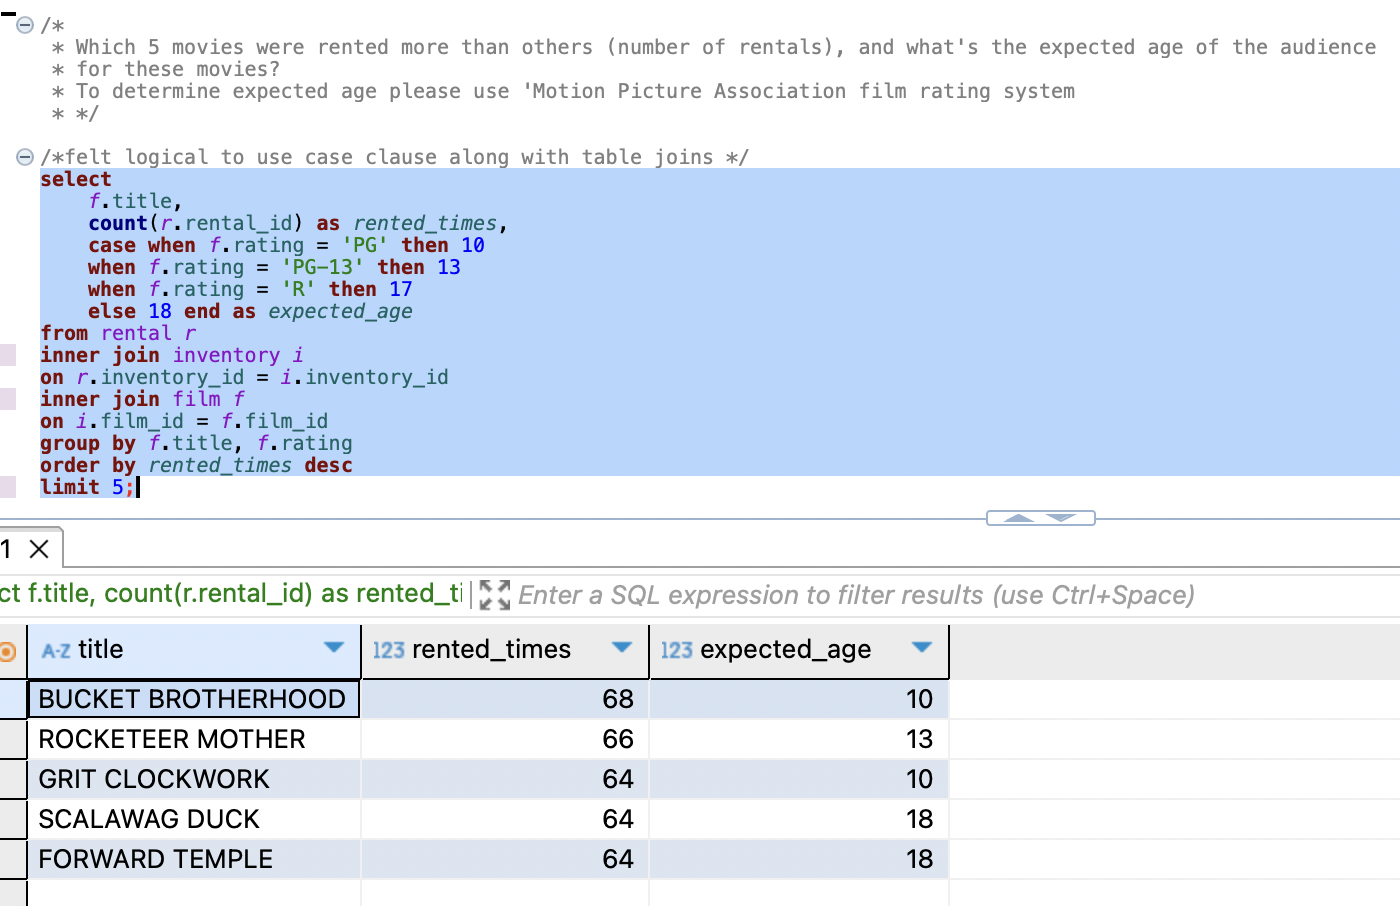 /*
* Which 5 movies were rented more than others (number of rentals), and what's the expected age of the audience
* for these movies?
* To determine expected age please use 'Motion Picture Association film rating system
* */
/*felt logical to use case clause along with table joins */
select
f.title,
count(r.rental_id) as rented_times,
case when f.rating = 'PG' then 10
when f.rating = 'PG-13' then 13
when f.rating = 'R' then 17
else 18 end as expected_age
from rental r
inner join inventory i
on r.inventory_id = i.inventory_id
inner join film f
on i.film_id = f.film_id
group by f.title, f.rating
order by rented_times desc
limit 5;
1
ct f.title, count(r.rental_id) as rented_ti Enter a SQL expression to filter results (use Ctrl+Space)
A-Z title 123 rented_times 123 expected_age
BUCKET BROTHERHOOD 68 10
ROCKETEER MOTHER 66 13
GRIT CLOCKWORK 64 10
SCALAWAG DUCK 64 18
FORWARD TEMPLE 64 18